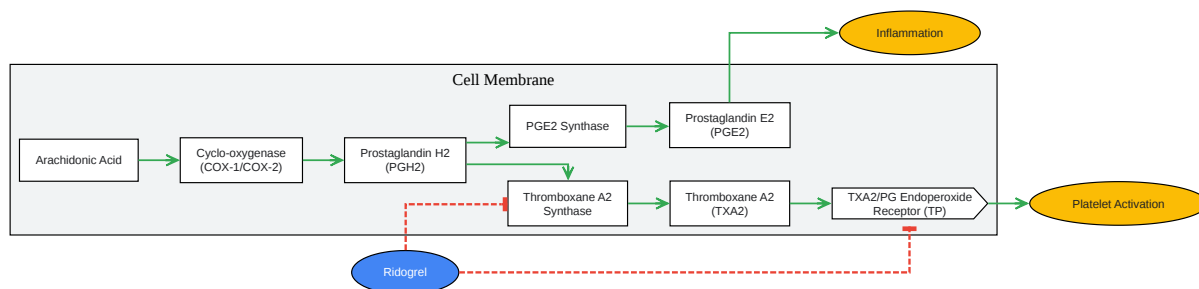 Inflammation
Cell Membrane
PGE2 Synthase
Prostaglandin E2
(PGE2)
Arachidonic Acid
Cyclo-oxygenase
(COX-1/COX-2)
Prostaglandin H2
(PGH2)
Thromboxane A2
Synthase
Thromboxane A2
(TXA2)
TXA2/PG Endoperoxide
Receptor (TP)
Platelet Activation
Ridogrel